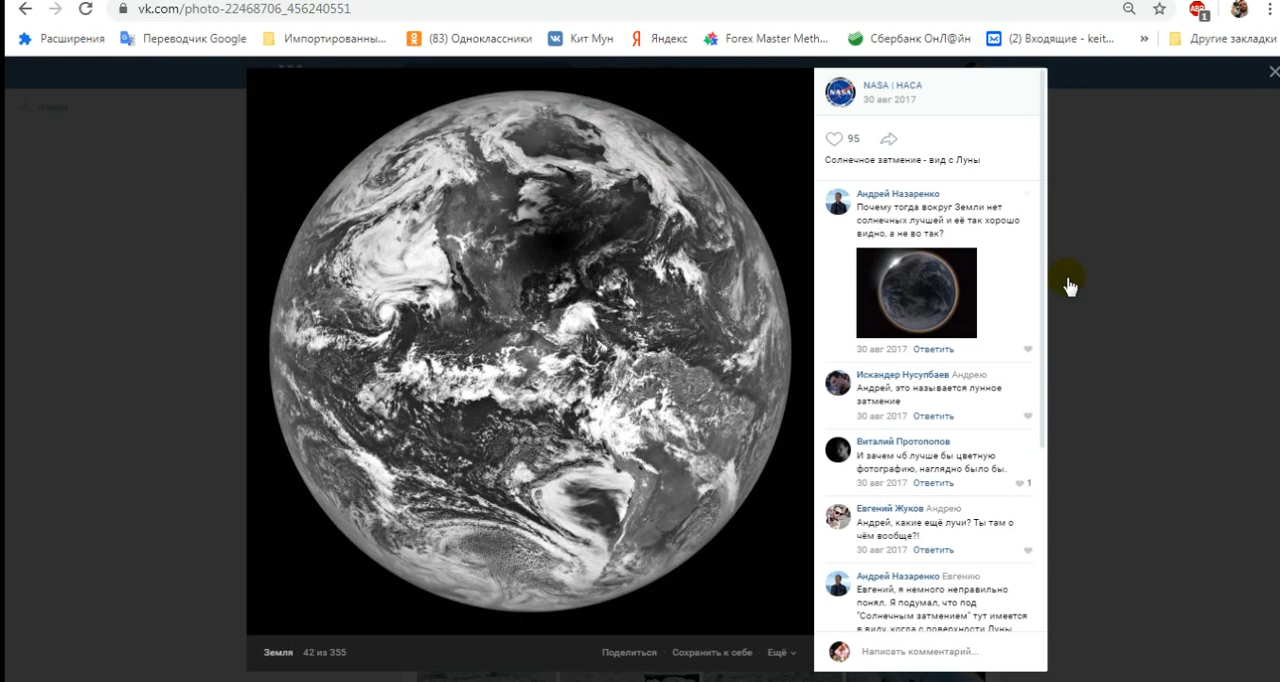 vk.com/photo-22468706_456240551
ABP
1
Расширения
Переводчик Google
Импортированны...
(83) Одноклассники
Кит Мун
Яндекс
Forex Master Meth...
Сбербанк ОнЛ@йн
(2) Входящие - keit...
»
Другие закладки
NASA | НАСА
30 авг 2017
95
Солнечное затмение - вид с Луны
Андрей Назаренко
Почему тогда вокруг Земли нет
солнечных лучшей и её так хорошо
видно, а не во так?
30 авг 2017 Ответить
Искандер Нусупбаев Андрею
Андрей, это называется лунное
затмение
30 авг 2017 Ответить
Виталий Протопопов
И зачем чб лучше бы цветную
фотографию, наглядно было бы.
30 авг 2017 Ответить 1
Евгений Жуков Андрею
Андрей, какие ещё лучи? Ты там о
чём вообще?!
30 авг 2017 Ответить
Андрей Назаренко Евгению
Евгений, я немного неправильно
понял. Я подумал, что под
"Солнечным затмением" тут имеется
в виду, когда с поверхности Луны
Написать комментарий...
Земля 42 из 355
Поделиться · Сохранить к себе · Ещё